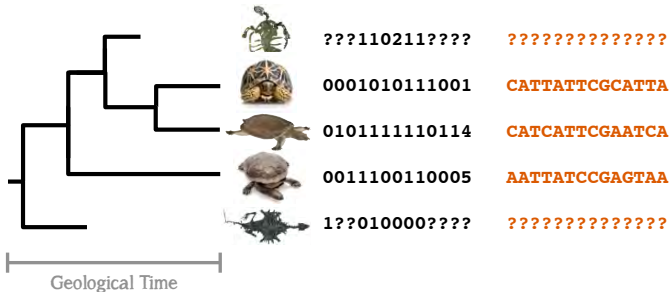 ???110211???? ??????????????
0001010111001 CATTATTCGCATTA
0101111110114 CATCATTCGAATCA
0011100110005 AATTATCCGAGTAA
1??010000???? ??????????????
Geological Time